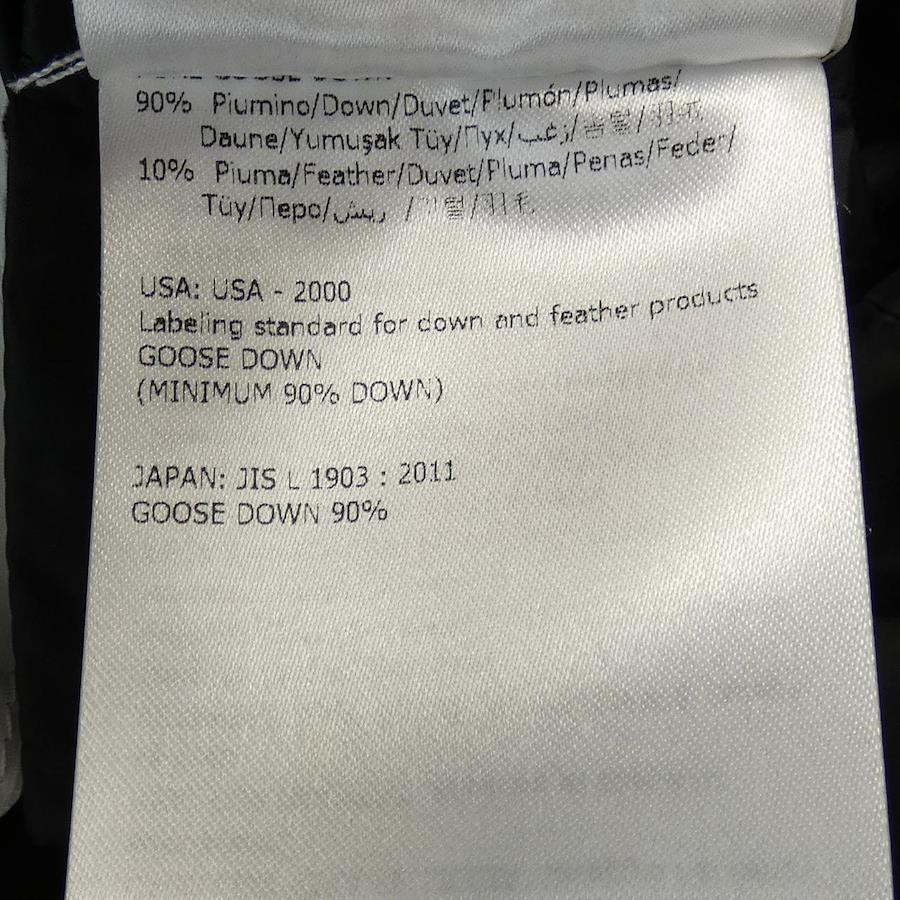 90% Piumino/Down/Duvet/Plumón/Plumas/
Daune/Yumuşak Tüy/Пух/زغب/솜털/羽毛
10% Piuma/Feather/Duvet/Pluma/Penas/Feder/
Tüy/Перо/ريش /깃털/羽毛
USA: USA - 2000
Labeling standard for down and feather products
GOOSE DOWN
(MINIMUM 90% DOWN)
JAPAN: JIS L 1903 : 2011
GOOSE DOWN 90%